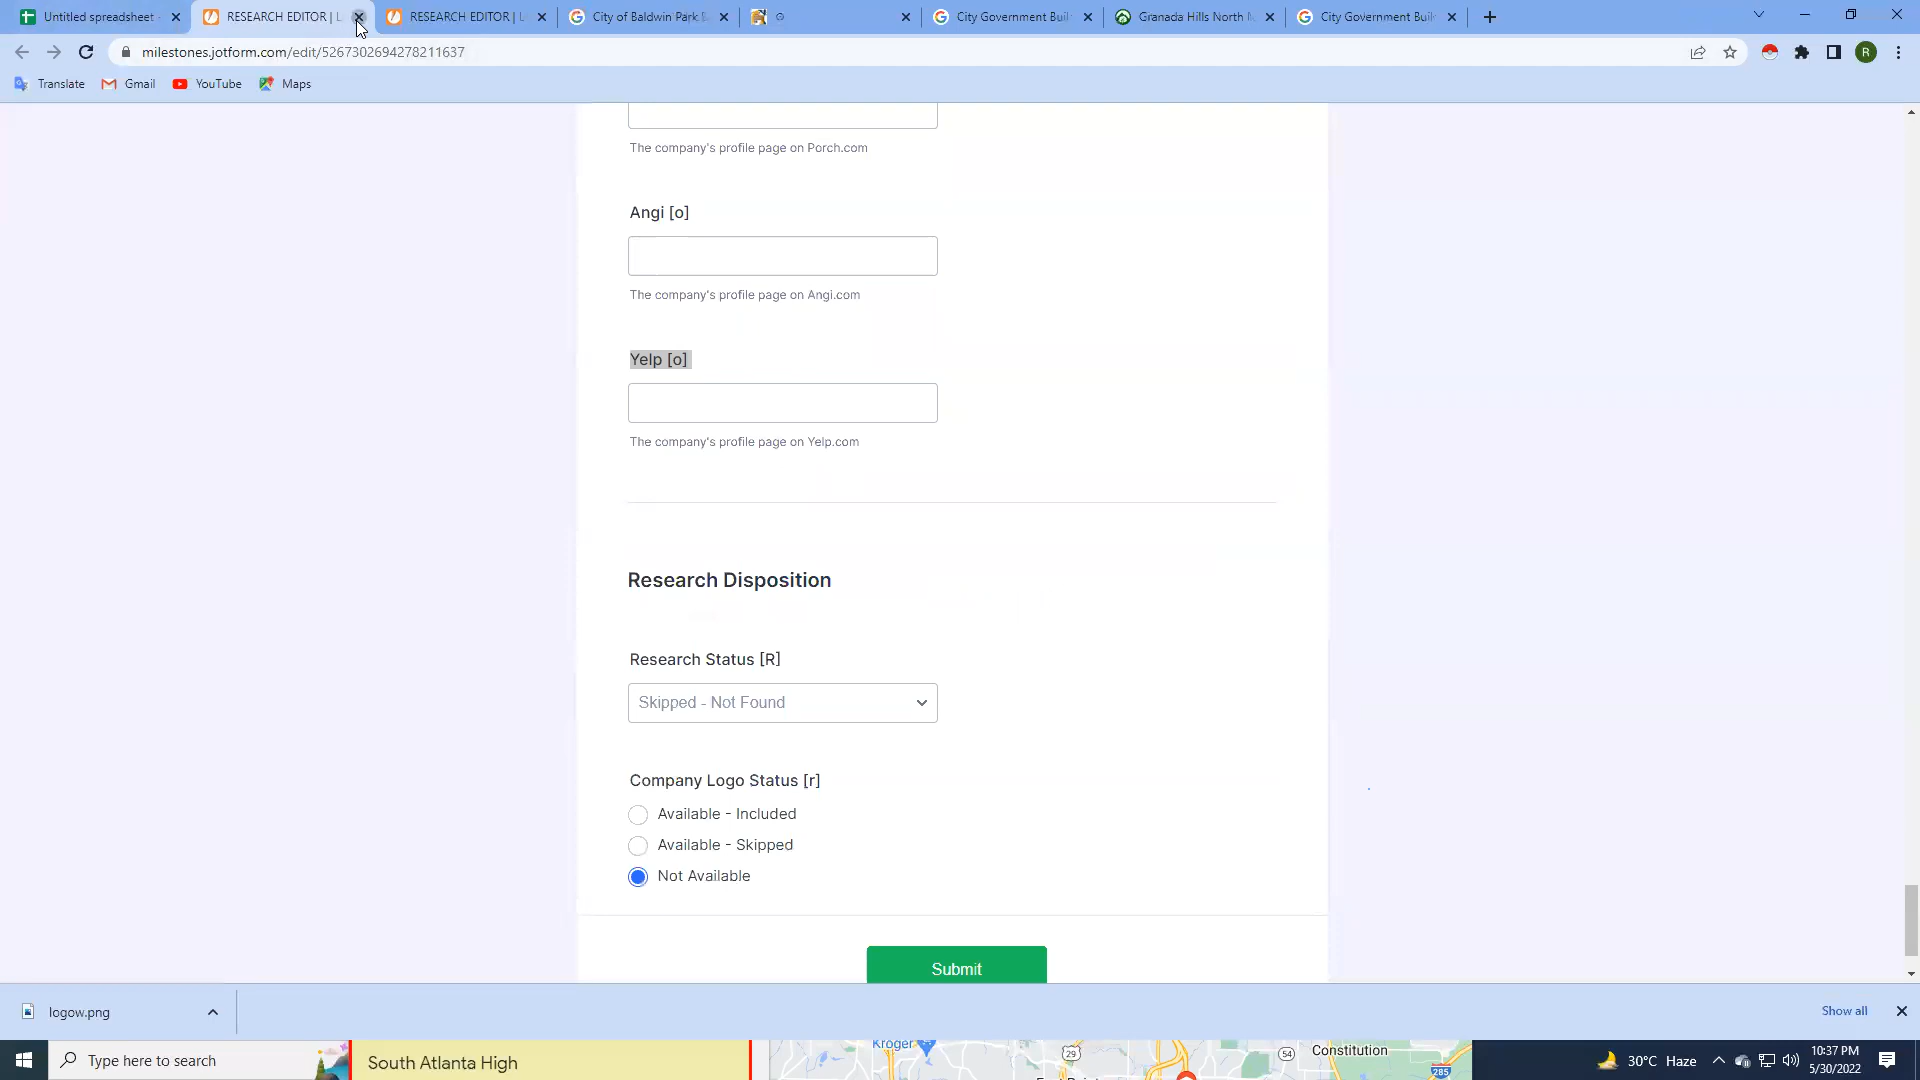 Untitled spreadsheet
RESEARCH EDITOR | L
RESEARCH EDITOR | L
City of Baldwin Park B
G
City Government Buil
Granada Hills North N
City Government Buil
milestones.jotform.com/edit/5267302694278211637
R
Translate
Gmail
YouTube
Maps
The company's profile page on Porch.com
Angi [o]
The company's profile page on Angi.com
Yelp [o]
The company's profile page on Yelp.com
Research Disposition
Research Status [R]
Skipped - Not Found
Company Logo Status [r]
Available - Included
Available - Skipped
Not Available
Submit
logow.png
Show all
Type here to search
South Atlanta High
Kroger
29
54
Constitution
285
30°C Haze
10:37 PM
5/30/2022